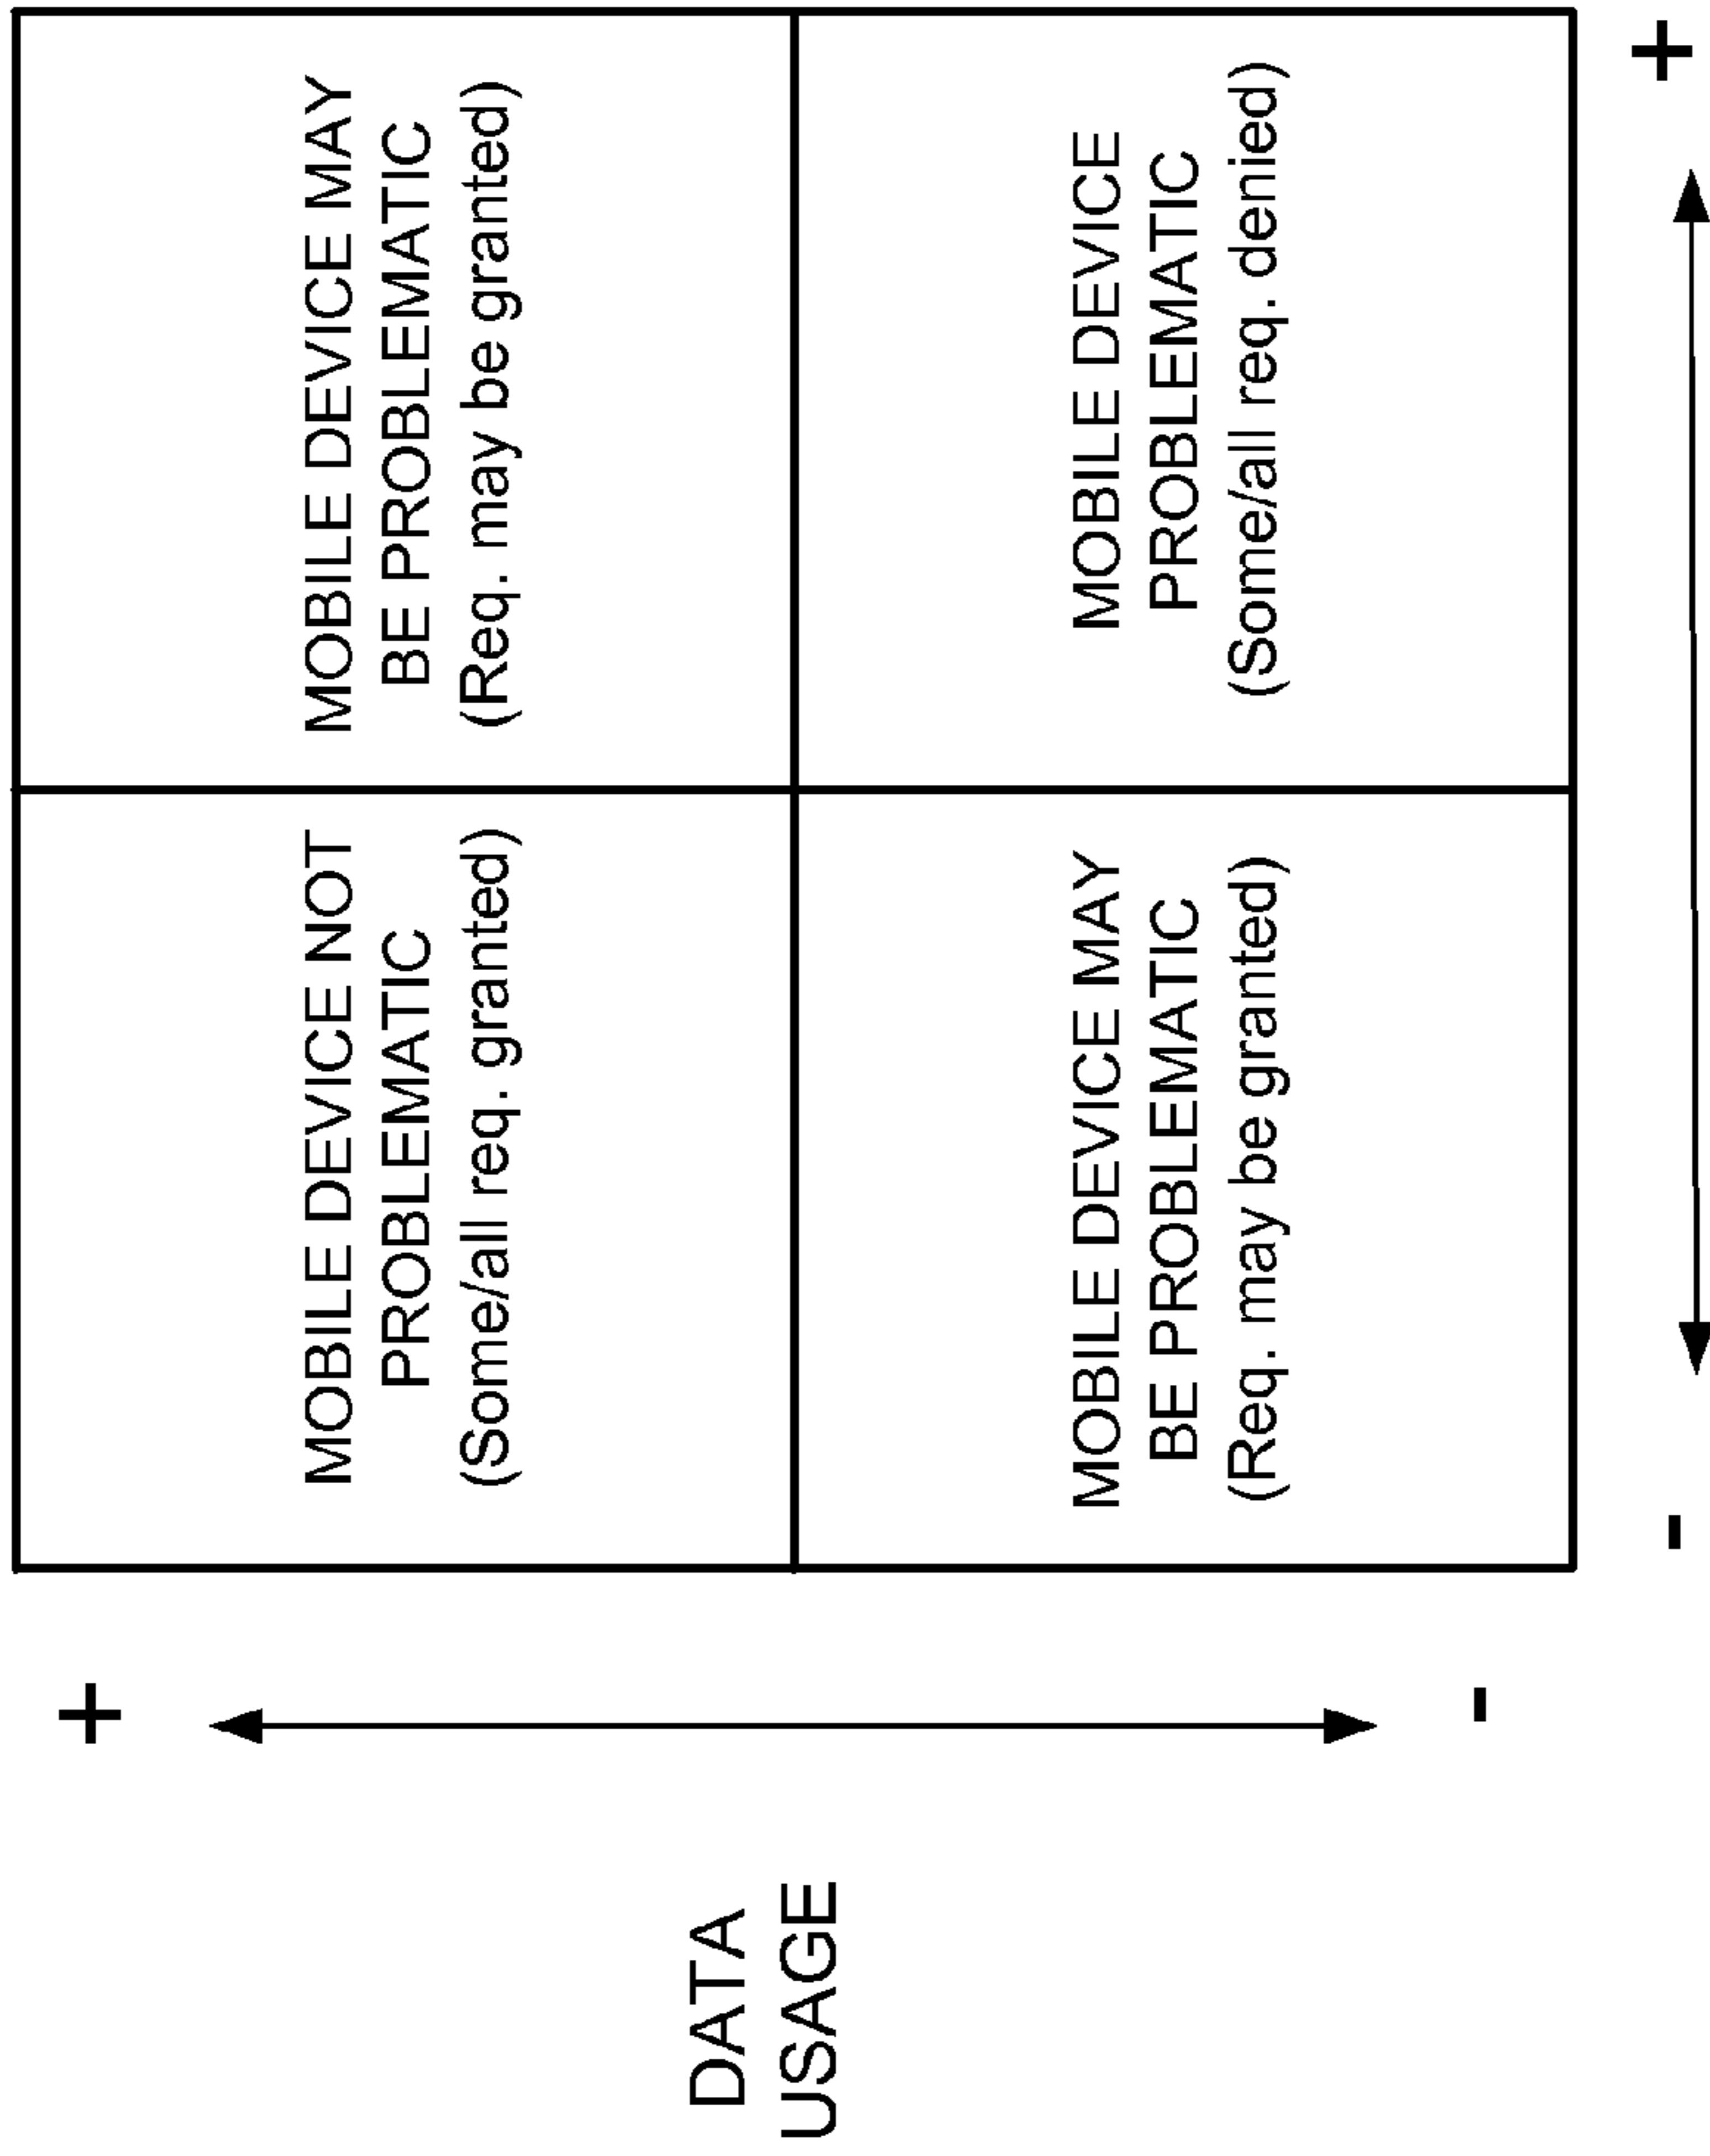 MOBILE DEVICE NOT
PROBLEMATIC
(Some/all req. granted)
MOBILE DEVICE MAY
BE PROBLEMATIC
(Req. may be granted)
+
DATA
USAGE
-
MOBILE DEVICE MAY
BE PROBLEMATIC
(Req. may be granted)
MOBILE DEVICE
PROBLEMATIC
(Some/all req. denied)
-
+